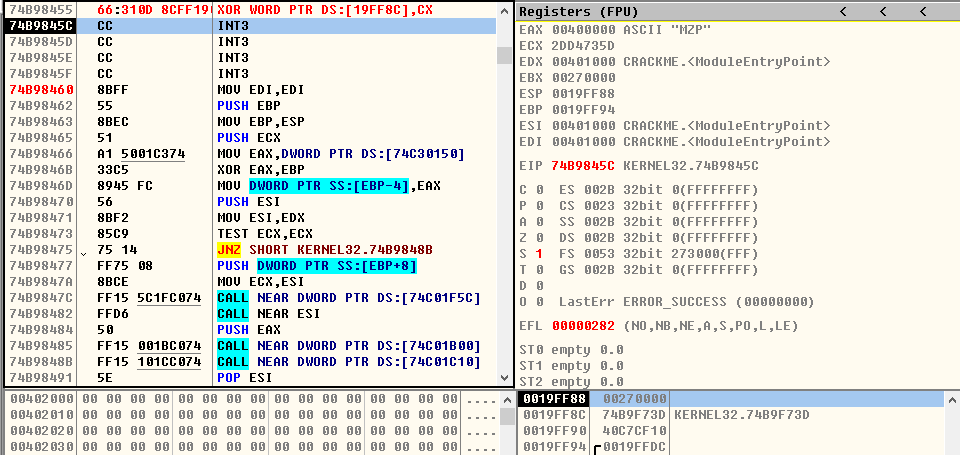 74B98455 66:310D 8CFF19 XOR WORD PTR DS:[19FF8C],CX
74B9845C CC INT3
74B9845D CC INT3
74B9845E CC INT3
74B9845F CC INT3
74B98460 8BFF MOV EDI,EDI
74B98462 55 PUSH EBP
74B98463 8BEC MOV EBP,ESP
74B98465 51 PUSH ECX
74B98466 A1 5001C374 MOV EAX,DWORD PTR DS:[74C30150]
74B9846B 33C5 XOR EAX,EBP
74B9846D 8945 FC MOV DWORD PTR SS:[EBP-4],EAX
74B98470 56 PUSH ESI
74B98471 8BF2 MOV ESI,EDX
74B98473 85C9 TEST ECX,ECX
74B98475 75 14 JNZ SHORT KERNEL32.74B9848B
74B98477 FF75 08 PUSH DWORD PTR SS:[EBP+8]
74B9847A 8BCE MOV ECX,ESI
74B9847C FF15 5C1FC074 CALL NEAR DWORD PTR DS:[74C01F5C]
74B98482 FFD6 CALL NEAR ESI
74B98484 50 PUSH EAX
74B98485 FF15 001BC074 CALL NEAR DWORD PTR DS:[74C01B00]
74B9848B FF15 101CC074 CALL NEAR DWORD PTR DS:[74C01C10]
74B98491 5E POP ESI
Registers (FPU) < < <
EAX 00400000 ASCII "MZP"
ECX 2DD4735D
EDX 00401000 CRACKME.<ModuleEntryPoint>
EBX 00270000
ESP 0019FF88
EBP 0019FF94
ESI 00401000 CRACKME.<ModuleEntryPoint>
EDI 00401000 CRACKME.<ModuleEntryPoint>
EIP 74B9845C KERNEL32.74B9845C
C 0 ES 002B 32bit 0(FFFFFFFF)
P 0 CS 0023 32bit 0(FFFFFFFF)
A 0 SS 002B 32bit 0(FFFFFFFF)
Z 0 DS 002B 32bit 0(FFFFFFFF)
S 1 FS 0053 32bit 273000(FFF)
T 0 GS 002B 32bit 0(FFFFFFFF)
D 0
O 0 LastErr ERROR_SUCCESS (00000000)
EFL 00000282 (NO,NB,NE,A,S,PO,L,LE)
ST0 empty 0.0
ST1 empty 0.0
ST2 empty 0.0
00402000 00 00 00 00 00 00 00 00 00 00 00 00 00 00 00 00 ....
00402010 00 00 00 00 00 00 00 00 00 00 00 00 00 00 00 00 ....
00402020 00 00 00 00 00 00 00 00 00 00 00 00 00 00 00 00 ....
00402030 00 00 00 00 00 00 00 00 00 00 00 00 00 00 00 00 ....
0019FF88 00270000
0019FF8C 74B9F73D KERNEL32.74B9F73D
0019FF90 40C7CF10
0019FF94 0019FFDC